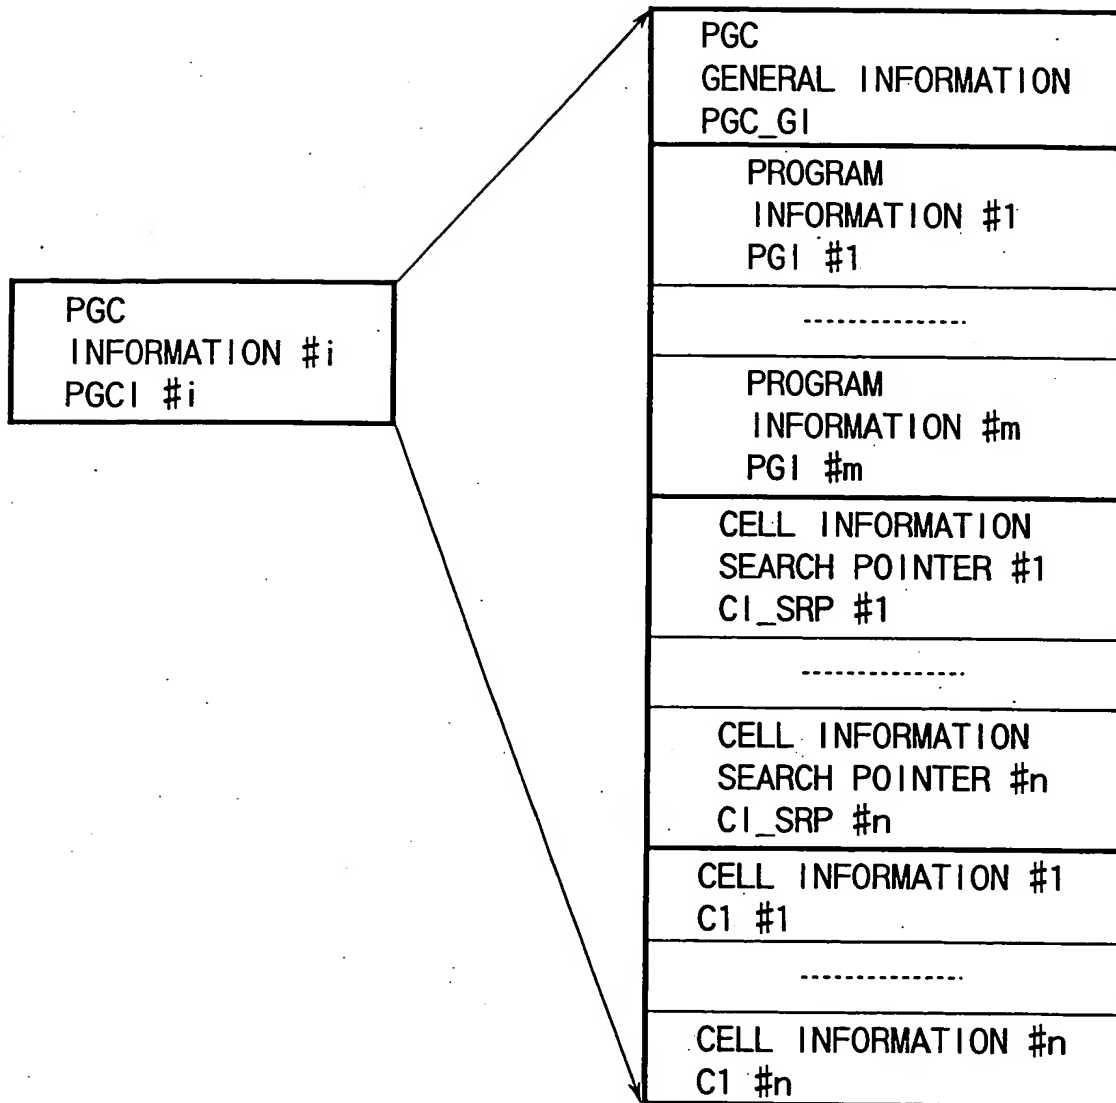 PGC
INFORMATION #i
PGCI #i
PGC
GENERAL INFORMATION
PGC_GI
PROGRAM
INFORMATION #1
PGI #1
PROGRAM
INFORMATION #m
PGI #m
CELL INFORMATION
SEARCH POINTER #1
CI_SRP #1
CELL INFORMATION
SEARCH POINTER #n
CI_SRP #n
CELL INFORMATION #1
C1 #1
CELL INFORMATION #n
C1 #n